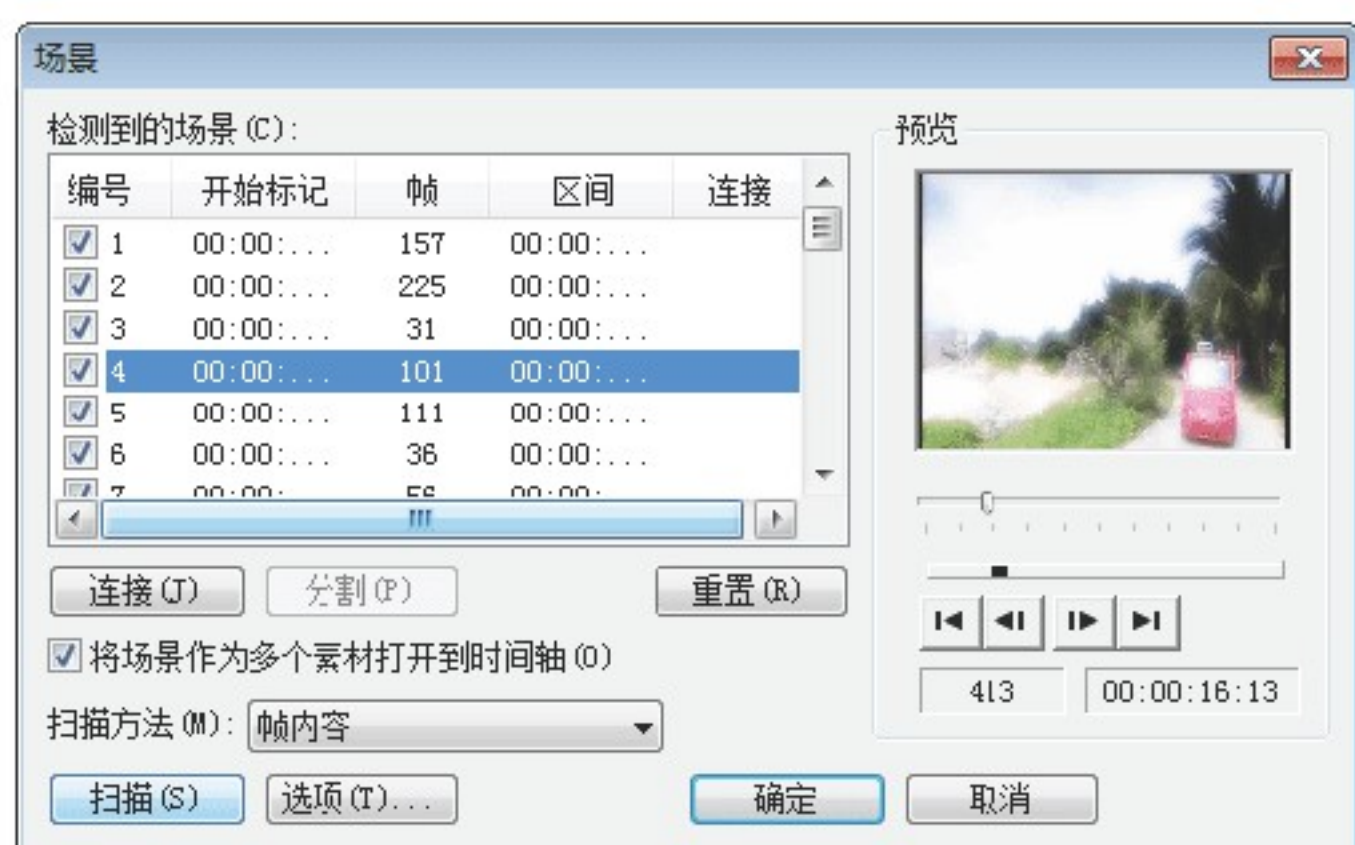 场景
检测到的场景(C):
编号 开始标记 帧 区间 连接
1 00:00:... 157 00:00:...
2 00:00:... 225 00:00:...
3 00:00:... 31 00:00:...
4 00:00:... 101 00:00:...
5 00:00:... 111 00:00:...
6 00:00:... 36 00:00:...
连接(J) 分割(P) 重置(R)
将场景作为多个素材打开到时间轴(O)
扫描方法(M): 帧内容
扫描(S) 选项(T)... 确定 取消
预览
413 00:00:16:13